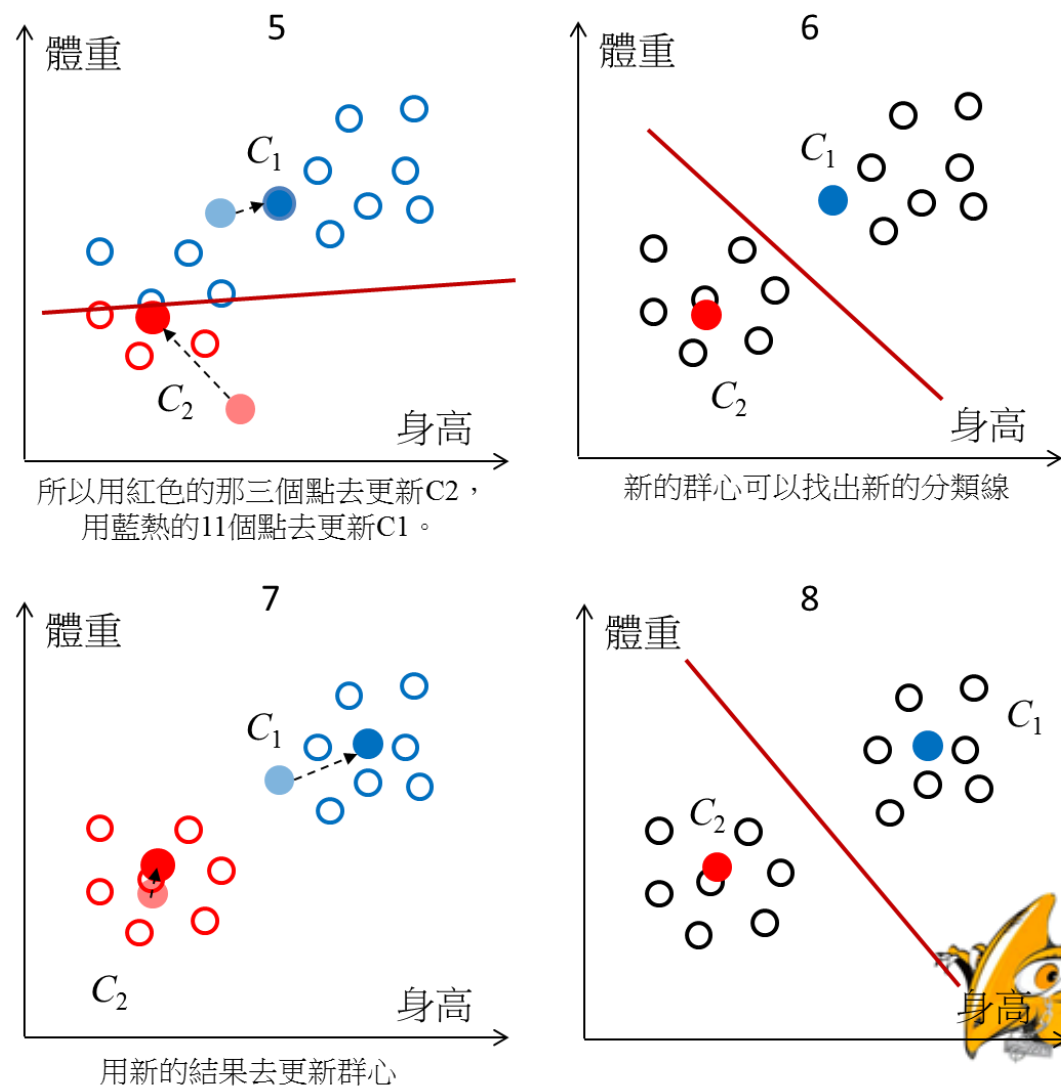 5
體重
C1
C2
身高
所以用紅色的那三個點去更新C2，
用藍熱的11個點去更新C1。
6
體重
C1
C2
身高
新的群心可以找出新的分類線
7
體重
C1
C2
身高
用新的結果去更新群心
8
體重
C1
C2
身高